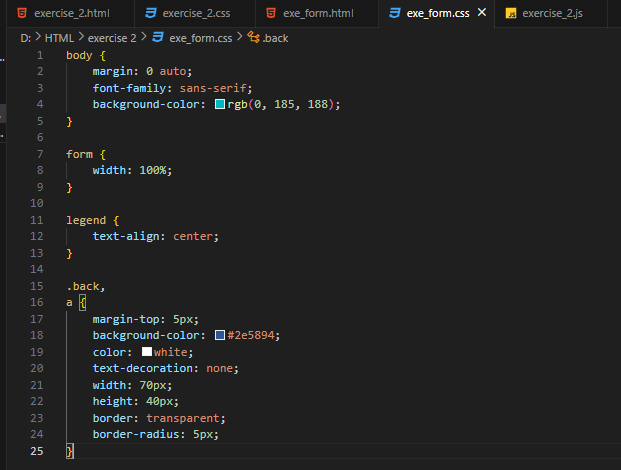 exercise_2.html exercise_2.css exe_form.html exe_form.css exercise_2.js
D: > HTML > exercise 2 > exe_form.css > .back
1 body {
2 margin: 0 auto;
3 font-family: sans-serif;
4 background-color: rgb(0, 185, 188);
5 }
6
7 form {
8 width: 100%;
9 }
10
11 legend {
12 text-align: center;
13 }
14
15 .back,
16 a {
17 margin-top: 5px;
18 background-color: #2e5894;
19 color: white;
20 text-decoration: none;
21 width: 70px;
22 height: 40px;
23 border: transparent;
24 border-radius: 5px;
25 }